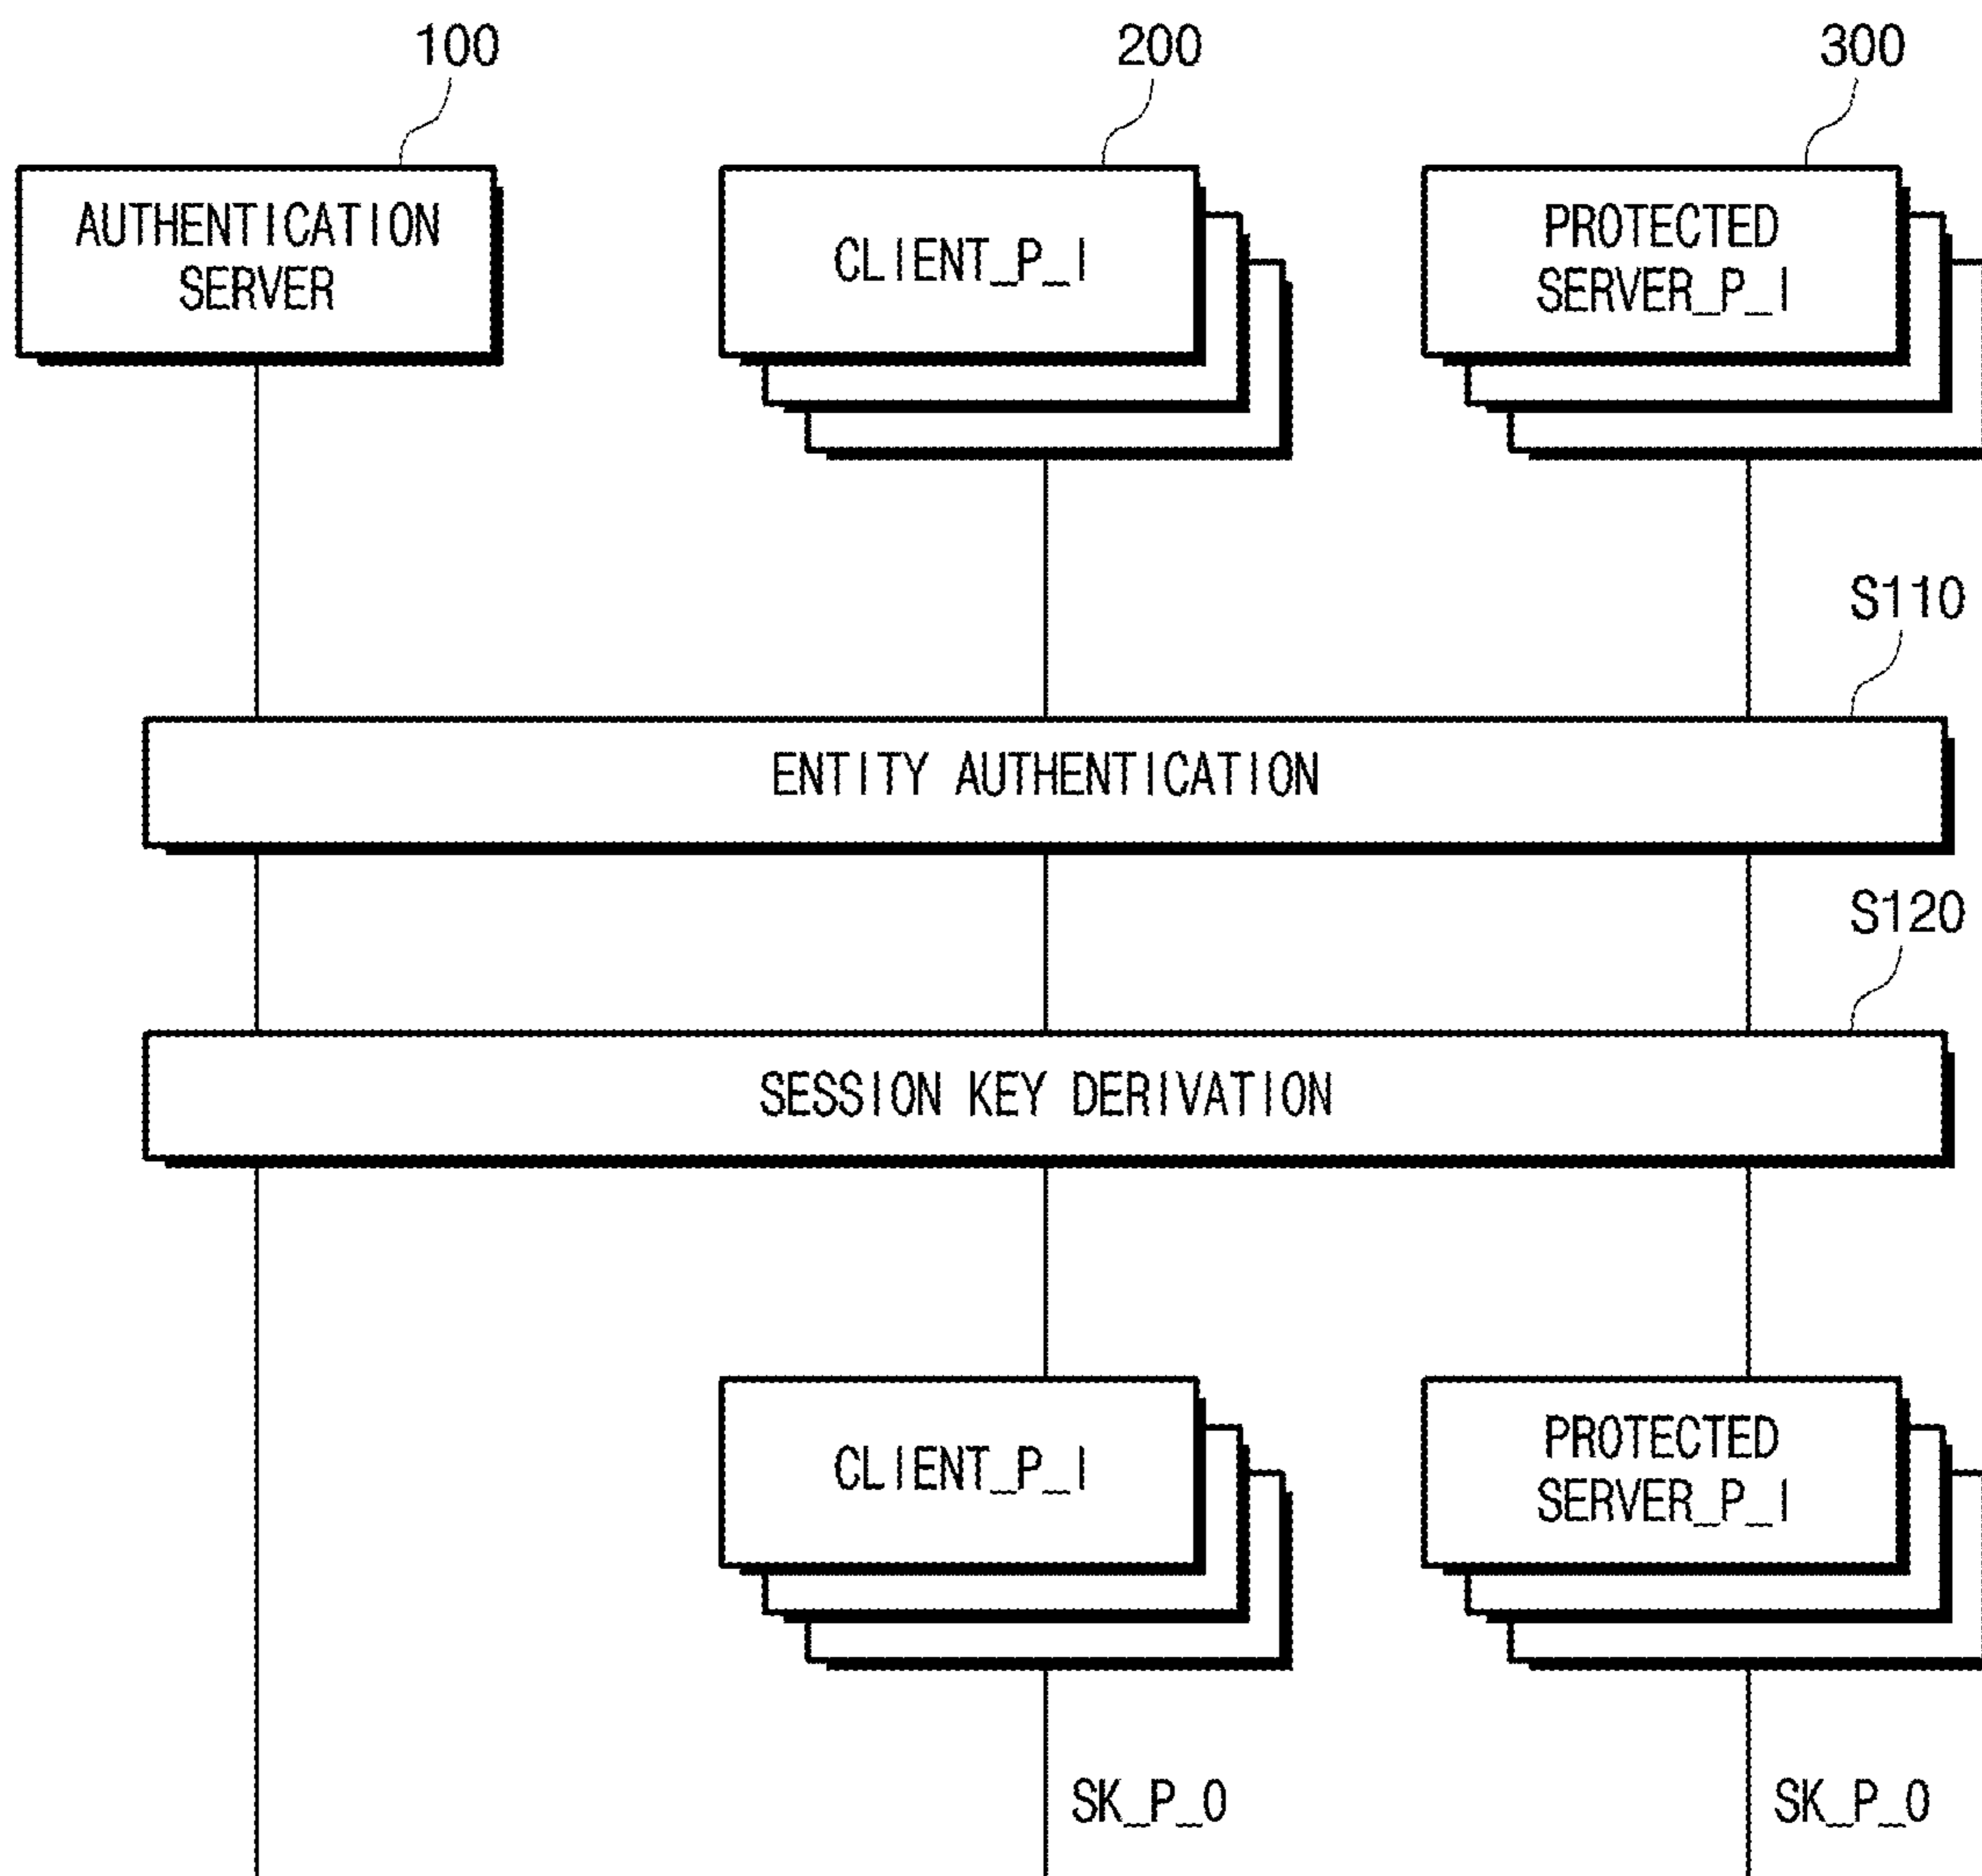 100
200
300
AUTHENTICATION
SERVER
CLIENT_P_I
PROTECTED
SERVER_P_I
S110
ENTITY AUTHENTICATION
S120
SESSION KEY DERIVATION
CLIENT_P_I
PROTECTED
SERVER_P_I
SK_P_0
SK_P_0